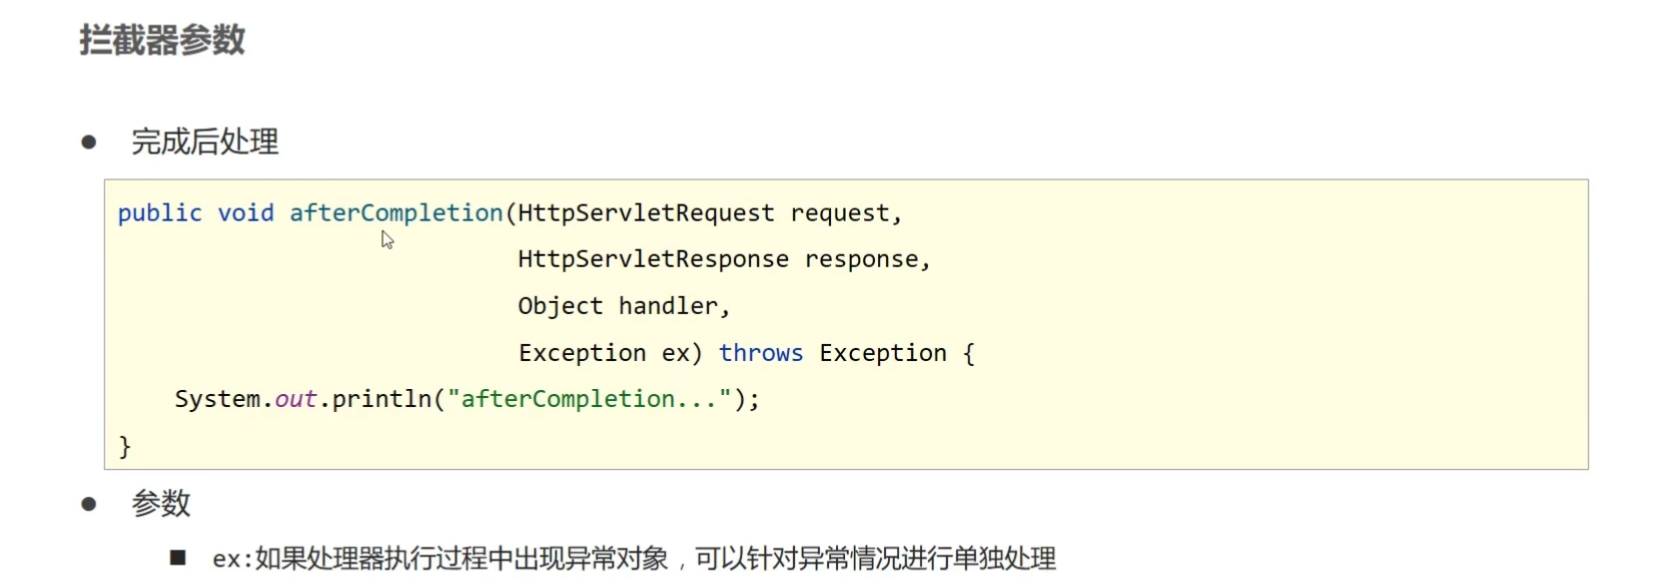 拦截器参数
● 完成后处理
public void afterCompletion(HttpServletRequest request,
HttpServletResponse response,
Object handler,
Exception ex) throws Exception {
System.out.println("afterCompletion...");
}
● 参数
■ ex:如果处理器执行过程中出现异常对象，可以针对异常情况进行单独处理